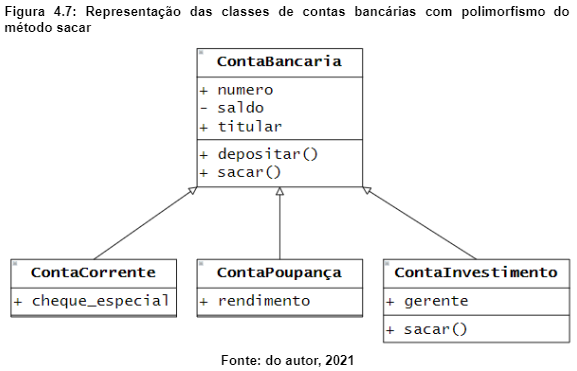 Figura 4.7: Representação das classes de contas bancárias com polimorfismo do
método sacar
ContaBancaria
+ numero
- saldo
+ titular
+ depositar()
+ sacar()
ContaCorrente
+ cheque_especial
ContaPoupança
+ rendimento
ContaInvestimento
+ gerente
+ sacar()
Fonte: do autor, 2021